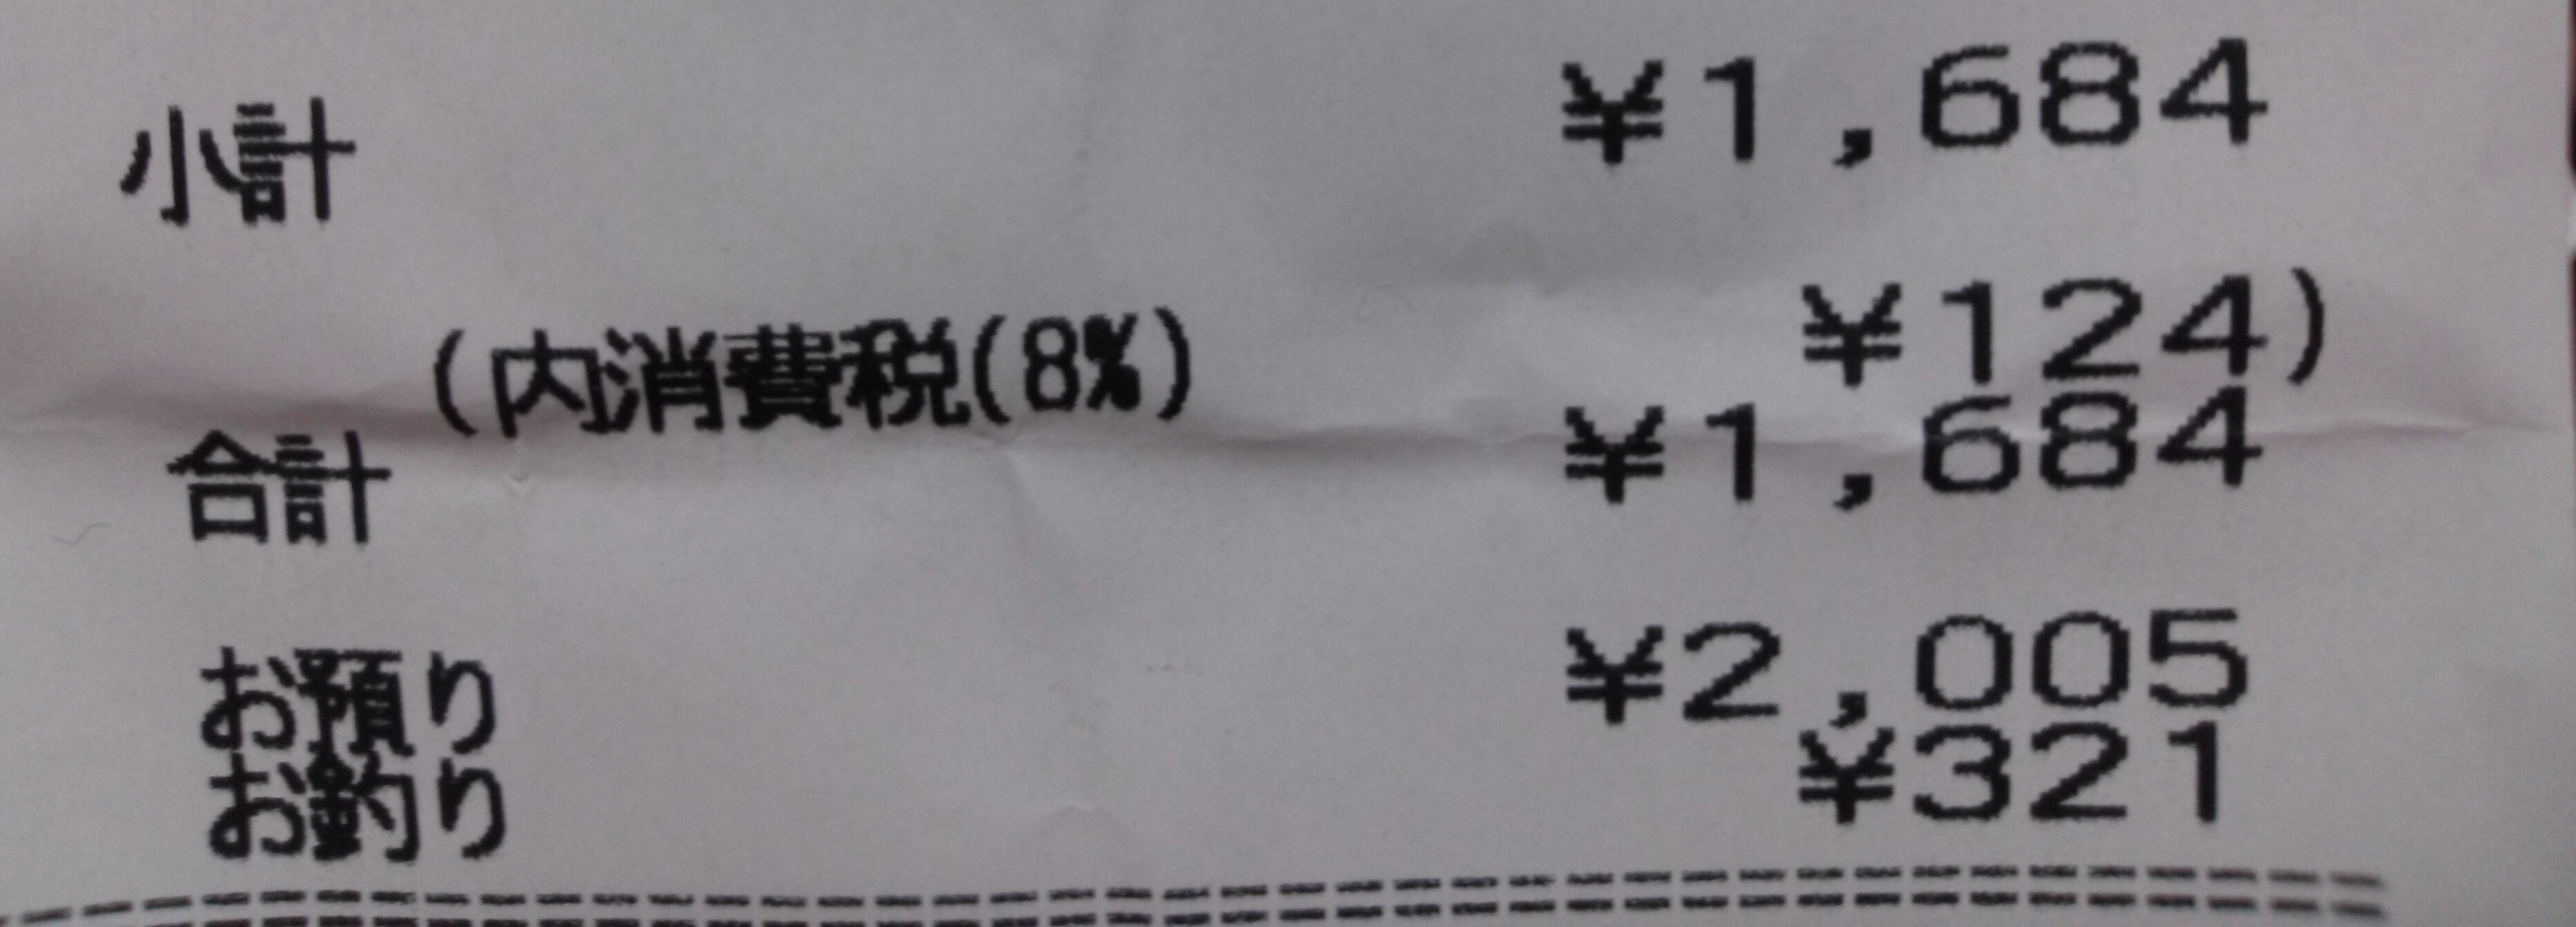 小計 ¥1,684
(内消費税(8%) ¥124)
合計 ¥1,684
お預り ¥2,005
お釣り ¥321